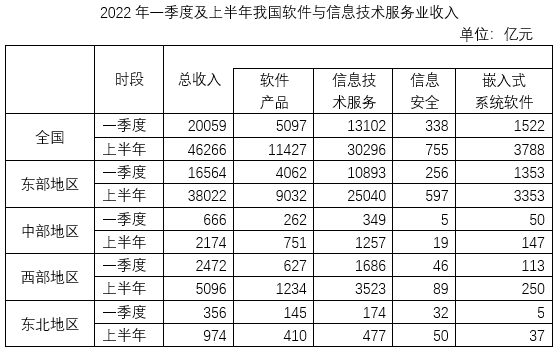 2022 年一季度及上半年我国软件与信息技术服务业收入
单位：亿元
时段 总收入 软件产品 信息技术服务 信息安全 嵌入式系统软件
全国 一季度 20059 5097 13102 338 1522
上半年 46266 11427 30296 755 3788
东部地区 一季度 16564 4062 10893 256 1353
上半年 38022 9032 25040 597 3353
中部地区 一季度 666 262 349 5 50
上半年 2174 751 1257 19 147
西部地区 一季度 2472 627 1686 46 113
上半年 5096 1234 3523 89 250
东北地区 一季度 356 145 174 32 5
上半年 974 410 477 50 37